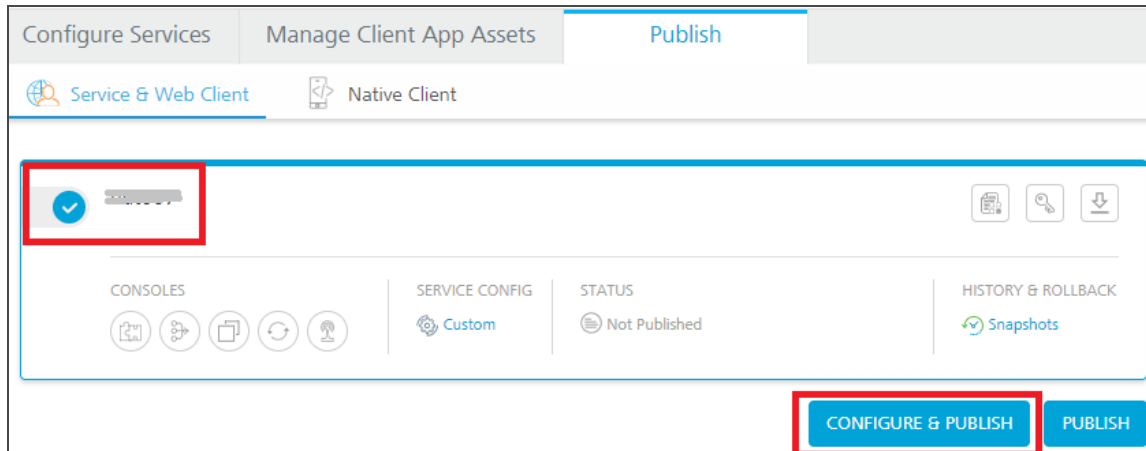 Configure Services Manage Client App Assets Publish
Service & Web Client Native Client
CONSOLES SERVICE CONFIG STATUS HISTORY & ROLLBACK
Custom Not Published Snapshots
CONFIGURE & PUBLISH PUBLISH